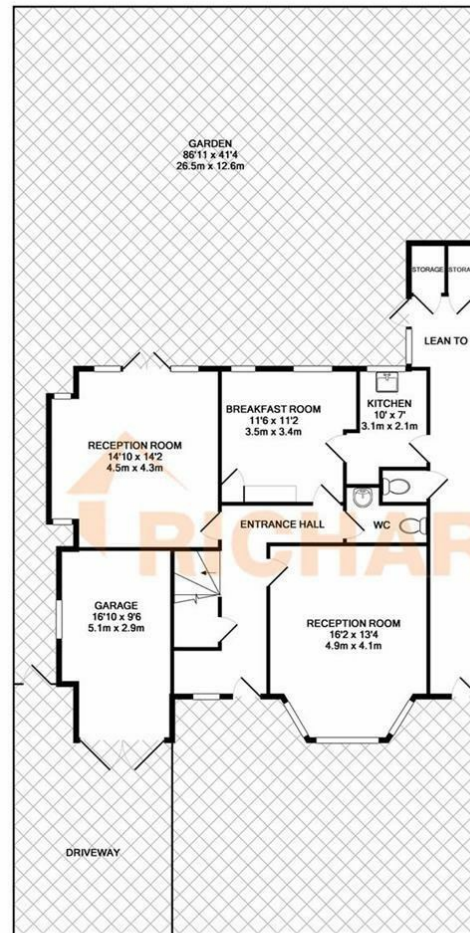 GARDEN
86'11 x 41'4
26.5m x 12.6m
STORAGE
STORA
LEAN TO
KITCHEN
10' x 7'
3.1m x 2.1m
BREAKFAST ROOM
11'6 x 11'2
3.5m x 3.4m
RECEPTION ROOM
14'10 x 14'2
4.5m x 4.3m
ENTRANCE HALL
WC
RICHAR
GARAGE
16'10 x 9'6
5.1m x 2.9m
RECEPTION ROOM
16'2 x 13'4
4.9m x 4.1m
DRIVEWAY